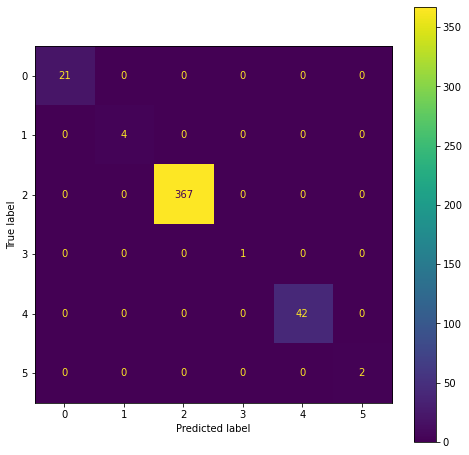 0 21 0 0 0 0 0
1 0 4 0 0 0 0
2 0 0 367 0 0 0
3 0 0 0 1 0 0
4 0 0 0 0 42 0
5 0 0 0 0 0 2
0 1 2 3 4 5
True label
Predicted label
350
300
250
200
150
100
50
0